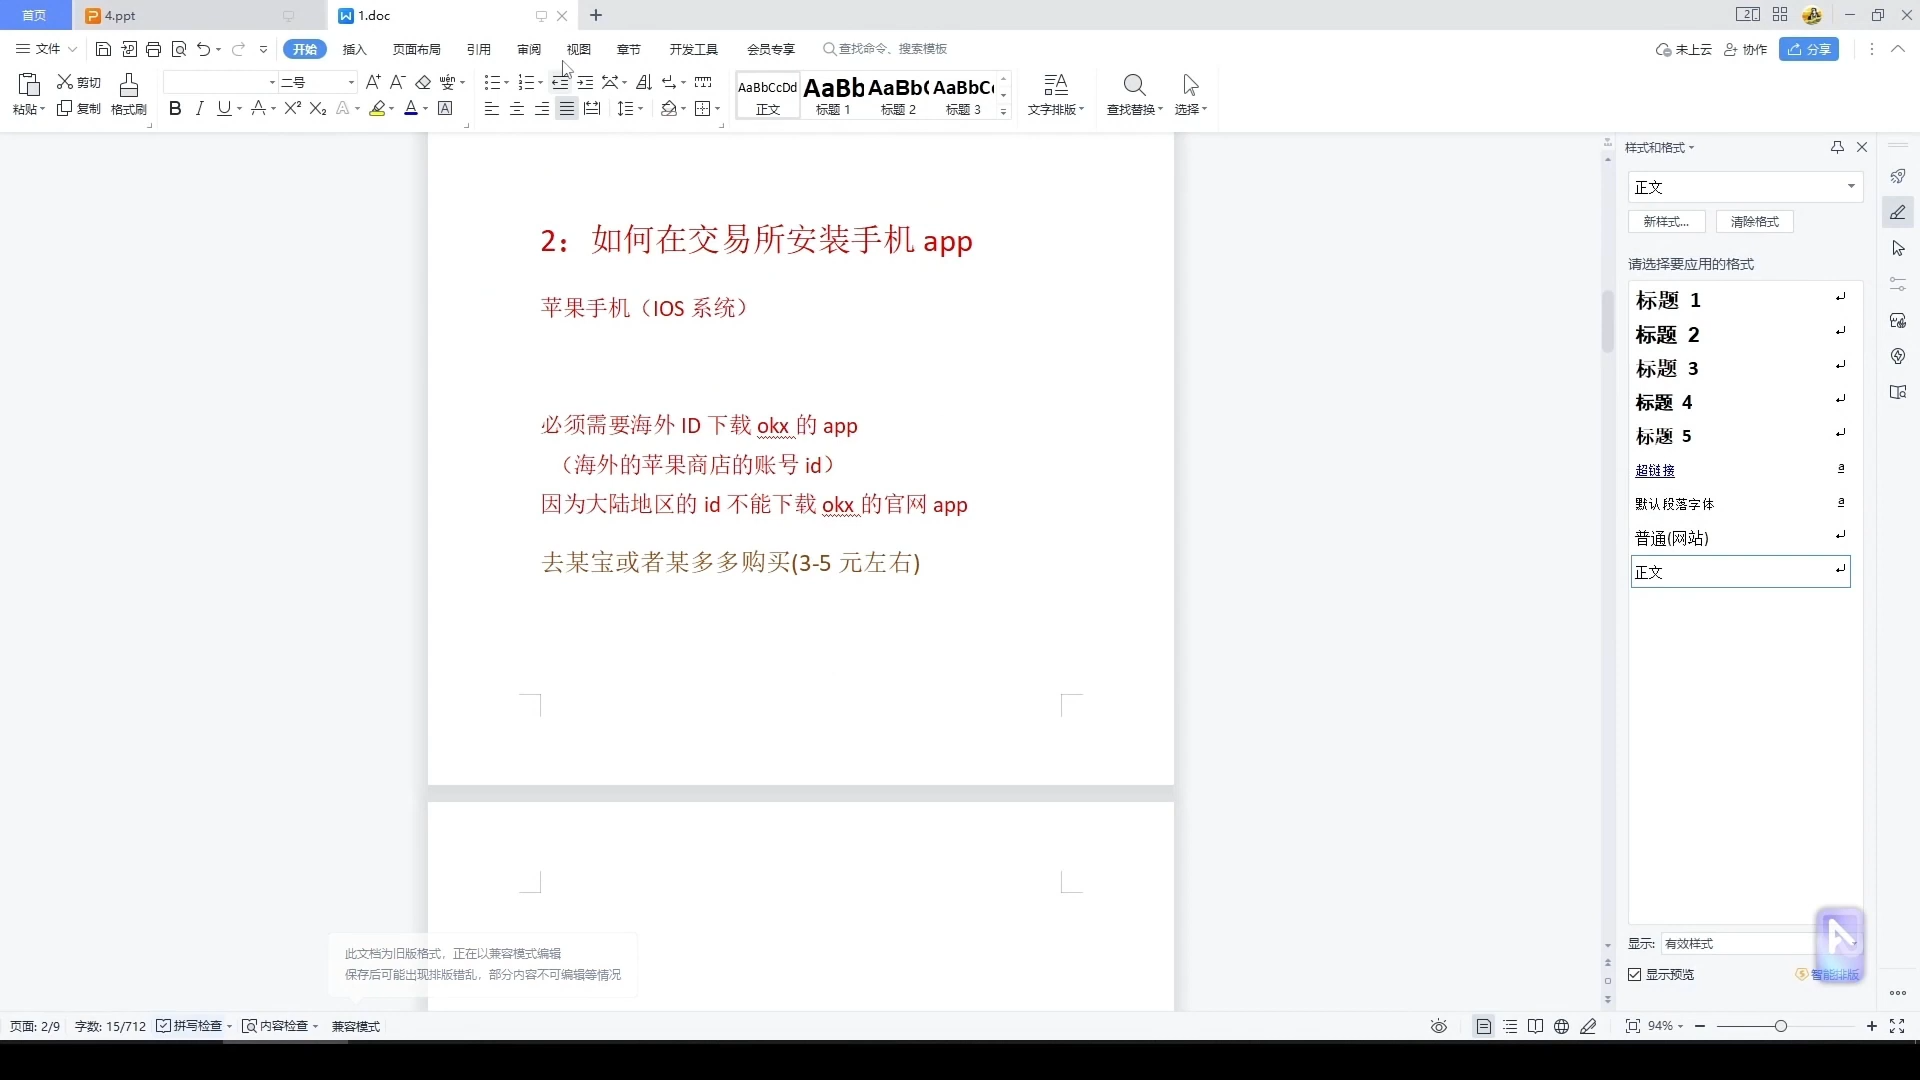 首页
4.ppt
1.doc
文件
开始
插入
页面布局
引用
审阅
视图
章节
开发工具
会员专享
查找命令、搜索模板
未上云
协作
分享
粘贴
剪切
复制
格式刷
二号
AaBbCcDd
正文
AaBb
标题 1
AaBb(
标题 2
AaBbC
标题 3
文字排版
查找替换
选择
2：如何在交易所安装手机 app
苹果手机（IOS 系统）
必须需要海外 ID 下载 okx 的 app
（海外的苹果商店的账号 id）
因为大陆地区的 id 不能下载 okx 的官网 app
去某宝或者某多多购买(3-5 元左右)
此文档为旧版格式，正在以兼容模式编辑
保存后可能出现排版错乱，部分内容不可编辑等情况
样式和格式
正文
新样式...
清除格式
请选择要应用的格式
标题 1
标题 2
标题 3
标题 4
标题 5
超链接
默认段落字体
普通(网站)
正文
显示: 有效样式
显示预览
智能排版
页面: 2/9
字数: 15/712
拼写检查
内容检查
兼容模式
94%